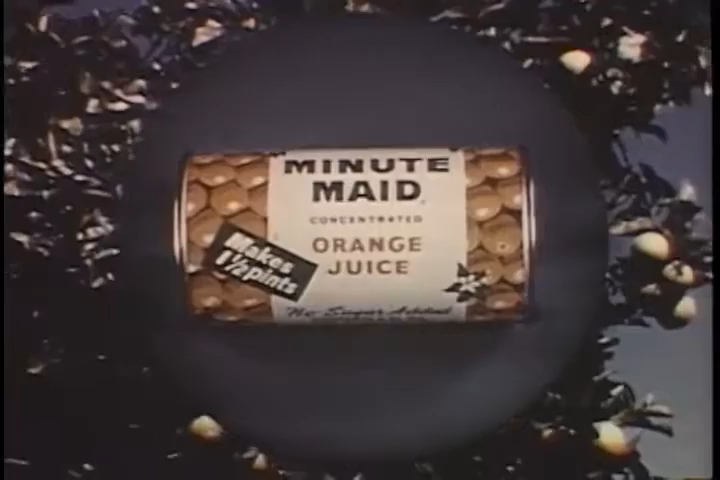 MINUTE
MAID
CONCENTRATED
ORANGE
JUICE
Makes
1½ pints
"No Sugar Added